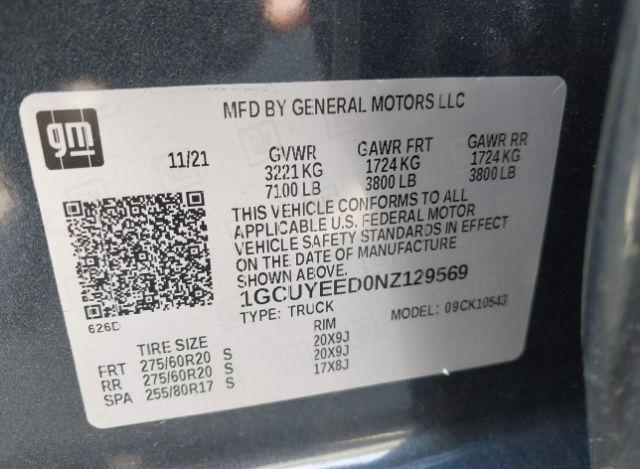 MFD BY GENERAL MOTORS LLC
gm
11/21 GVWR GAWR FRT GAWR RR
3221 KG 1724 KG 1724 KG
7100 LB 3800 LB 3800 LB
THIS VEHICLE CONFORMS TO ALL
APPLICABLE U.S. FEDERAL MOTOR
VEHICLE SAFETY STANDARDS IN EFFECT
ON THE DATE OF MANUFACTURE
SHOWN ABOVE.
1GCUYEED0NZ129569
TYPE: TRUCK MODEL: 09CK10543
626D
TIRE SIZE RIM
FRT 275/60R20 S 20X9J
RR 275/60R20 S 20X9J
SPA 255/80R17 S 17X8J